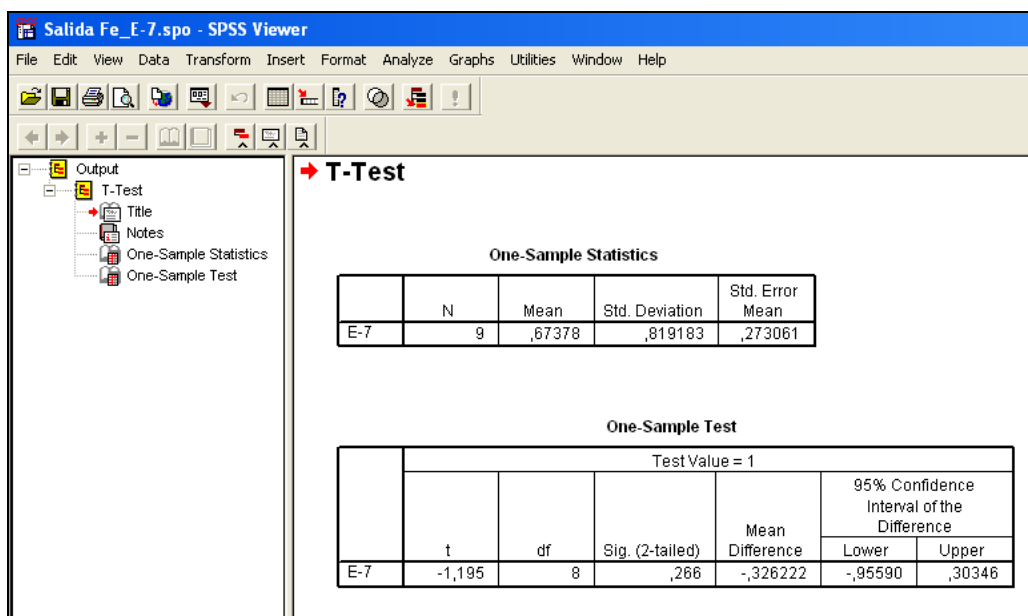 Salida Fe_E-7.spo - SPSS Viewer
File Edit View Data Transform Insert Format Analyze Graphs Utilities Window Help
Output
T-Test
Title
Notes
One-Sample Statistics
One-Sample Test
T-Test
One-Sample Statistics
N Mean Std. Deviation Std. Error Mean
E-7 9 ,67378 ,819183 ,273061
One-Sample Test
Test Value = 1
95% Confidence
Interval of the
Difference
t df Sig. (2-tailed) Mean Difference Lower Upper
E-7 -1,195 8 ,266 -,326222 -,95590 ,30346